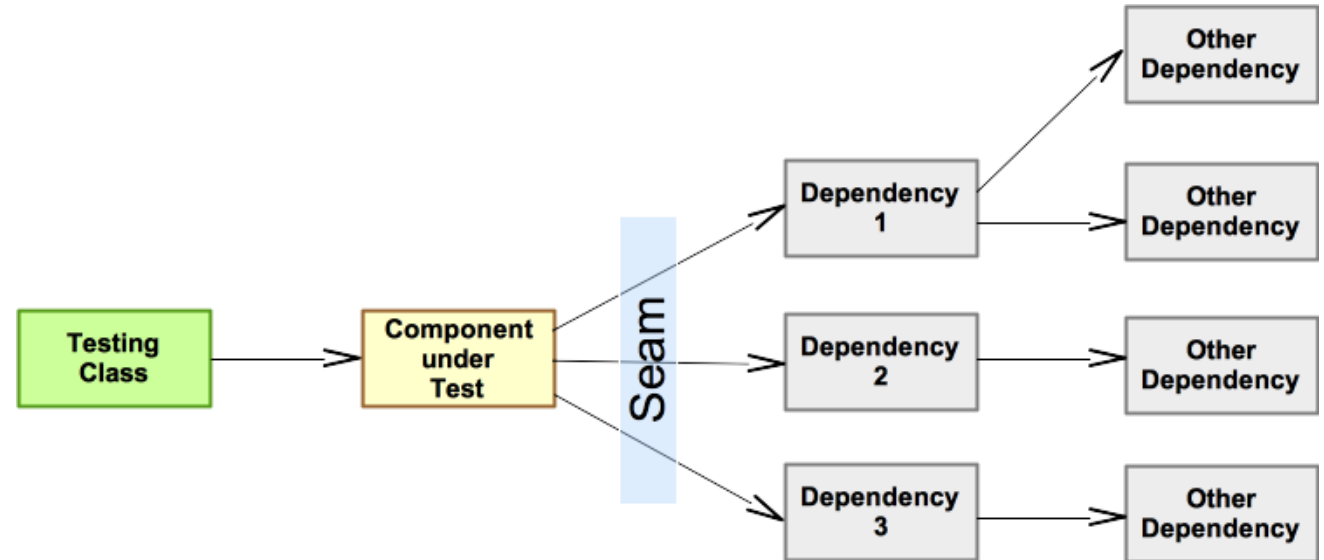 Testing
Class
Component
under
Test
Seam
Dependency
1
Dependency
2
Dependency
3
Other
Dependency
Other
Dependency
Other
Dependency
Other
Dependency